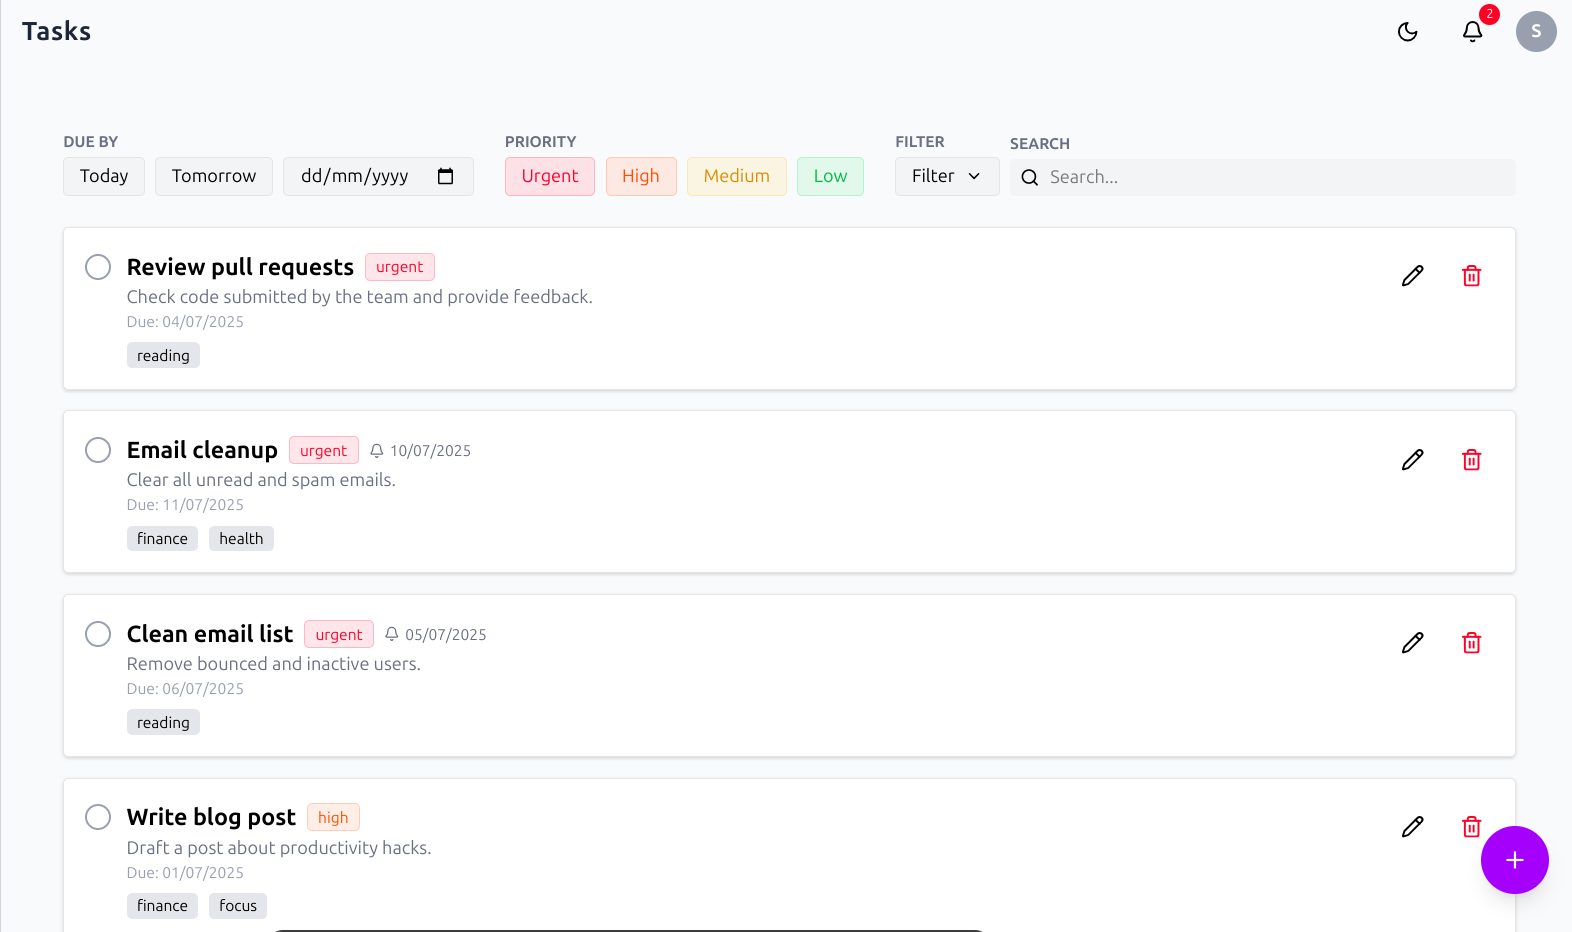 Tasks
2
S
DUE BY
Today Tomorrow dd/mm/yyyy
PRIORITY
Urgent High Medium Low
FILTER
Filter
SEARCH
Search...
Review pull requests urgent
Check code submitted by the team and provide feedback.
Due: 04/07/2025
reading
Email cleanup urgent 10/07/2025
Clear all unread and spam emails.
Due: 11/07/2025
finance health
Clean email list urgent 05/07/2025
Remove bounced and inactive users.
Due: 06/07/2025
reading
Write blog post high
Draft a post about productivity hacks.
Due: 01/07/2025
finance focus